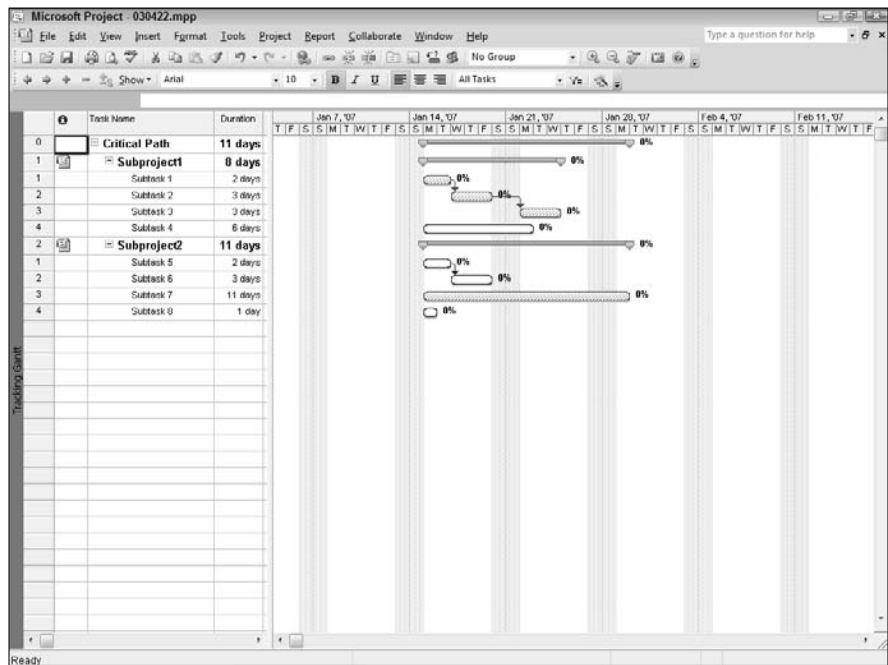 Microsoft Project - 030422.mpp
File Edit View Insert Format Tools Project Report Collaborate Window Help
Type a question for help
No Group
Show Arial 10 B I U All Tasks
Task Name Duration
Jan 7, '07 Jan 14, '07 Jan 21, '07 Jan 28, '07 Feb 4, '07 Feb 11, '07
T F S S M T W T F S S M T W T F S S M T W T F S S M T W T F S S M T W T F S S M T W T F
0 Critical Path 11 days 0%
1 Subproject1 8 days 0%
1 Subtask 1 2 days 0%
2 Subtask 2 3 days 0%
3 Subtask 3 3 days 0%
4 Subtask 4 6 days 0%
2 Subproject2 11 days 0%
1 Subtask 5 2 days 0%
2 Subtask 6 3 days 0%
3 Subtask 7 11 days 0%
4 Subtask 8 1 day 0%
Tracking Gantt
Ready